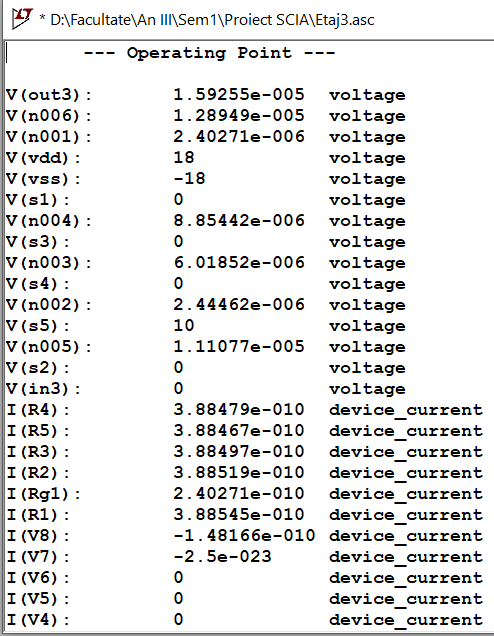 * D:\Facultate\An III\Sem1\Proiect SCIA\Etaj3.asc
--- Operating Point ---
V(out3): 1.59255e-005 voltage
V(n006): 1.28949e-005 voltage
V(n001): 2.40271e-006 voltage
V(vdd): 18 voltage
V(vss): -18 voltage
V(s1): 0 voltage
V(n004): 8.85442e-006 voltage
V(s3): 0 voltage
V(n003): 6.01852e-006 voltage
V(s4): 0 voltage
V(n002): 2.44462e-006 voltage
V(s5): 10 voltage
V(n005): 1.11077e-005 voltage
V(s2): 0 voltage
V(in3): 0 voltage
I(R4): 3.88479e-010 device_current
I(R5): 3.88467e-010 device_current
I(R3): 3.88497e-010 device_current
I(R2): 3.88519e-010 device_current
I(Rg1): 2.40271e-010 device_current
I(R1): 3.88545e-010 device_current
I(V8): -1.48166e-010 device_current
I(V7): -2.5e-023 device_current
I(V6): 0 device_current
I(V5): 0 device_current
I(V4): 0 device_current